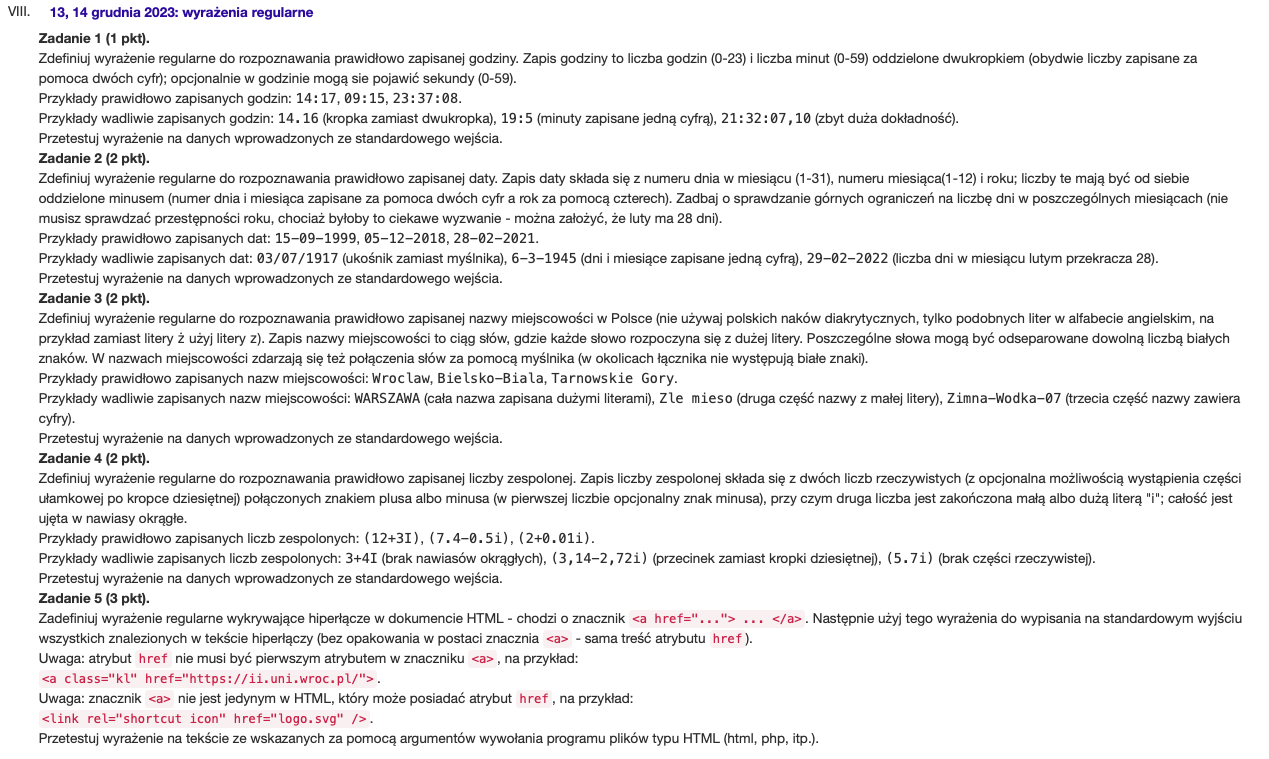 VIII. 13, 14 grudnia 2023: wyrażenia regularne
Zadanie 1 (1 pkt).
Zdefiniuj wyrażenie regularne do rozpoznawania prawidłowo zapisanej godziny. Zapis godziny to liczba godzin (0-23) i liczba minut (0-59) oddzielone dwukropkiem (obydwie liczby zapisane za
pomoca dwóch cyfr); opcjonalnie w godzinie mogą sie pojawić sekundy (0-59).
Przykłady prawidłowo zapisanych godzin: 14:17, 09:15, 23:37:08.
Przykłady wadliwie zapisanych godzin: 14.16 (kropka zamiast dwukropka), 19:5 (minuty zapisane jedną cyfrą), 21:32:07,10 (zbyt duża dokładność).
Przetestuj wyrażenie na danych wprowadzonych ze standardowego wejścia.
Zadanie 2 (2 pkt).
Zdefiniuj wyrażenie regularne do rozpoznawania prawidłowo zapisanej daty. Zapis daty składa się z numeru dnia w miesiącu (1-31), numeru miesiąca(1-12) i roku; liczby te mają być od siebie
oddzielone minusem (numer dnia i miesiąca zapisane za pomoca dwóch cyfr a rok za pomocą czterech). Zadbaj o sprawdzanie górnych ograniczeń na liczbę dni w poszczególnych miesiącach (nie
musisz sprawdzać przestępności roku, chociaż byłoby to ciekawe wyzwanie - można założyć, że luty ma 28 dni).
Przykłady prawidłowo zapisanych dat: 15-09-1999, 05-12-2018, 28-02-2021.
Przykłady wadliwie zapisanych dat: 03/07/1917 (ukośnik zamiast myślnika), 6-3-1945 (dni i miesiące zapisane jedną cyfrą), 29-02-2022 (liczba dni w miesiącu lutym przekracza 28).
Przetestuj wyrażenie na danych wprowadzonych ze standardowego wejścia.
Zadanie 3 (2 pkt).
Zdefiniuj wyrażenie regularne do rozpoznawania prawidłowo zapisanej nazwy miejscowości w Polsce (nie używaj polskich naków diakrytycznych, tylko podobnych liter w alfabecie angielskim, na
przykład zamiast litery ż użyj litery z). Zapis nazwy miejscowości to ciąg słów, gdzie każde słowo rozpoczyna się z dużej litery. Poszczególne słowa mogą być odseparowane dowolną liczbą białych
znaków. W nazwach miejscowości zdarzają się też połączenia słów za pomocą myślnika (w okolicach łącznika nie występują białe znaki).
Przykłady prawidłowo zapisanych nazw miejscowości: Wroclaw, Bielsko-Biala, Tarnowskie Gory.
Przykłady wadliwie zapisanych nazw miejscowości: WARSZAWA (cała nazwa zapisana dużymi literami), Zle mieso (druga część nazwy z małej litery), Zimna-Wodka-07 (trzecia część nazwy zawiera
cyfry).
Przetestuj wyrażenie na danych wprowadzonych ze standardowego wejścia.
Zadanie 4 (2 pkt).
Zdefiniuj wyrażenie regularne do rozpoznawania prawidłowo zapisanej liczby zespolonej. Zapis liczby zespolonej składa się z dwóch liczb rzeczywistych (z opcjonalna możliwością wystąpienia części
ułamkowej po kropce dziesiętnej) połączonych znakiem plusa albo minusa (w pierwszej liczbie opcjonalny znak minusa), przy czym druga liczba jest zakończona małą albo dużą literą "i"; całość jest
ujęta w nawiasy okrągłe.
Przykłady prawidłowo zapisanych liczb zespolonych: (12+3I), (7.4-0.5i), (2+0.01i).
Przykłady wadliwie zapisanych liczb zespolonych: 3+4I (brak nawiasów okrągłych), (3,14-2,72i) (przecinek zamiast kropki dziesiętnej), (5.7i) (brak części rzeczywistej).
Przetestuj wyrażenie na danych wprowadzonych ze standardowego wejścia.
Zadanie 5 (3 pkt).
Zadefiniuj wyrażenie regularne wykrywające hiperłącze w dokumencie HTML - chodzi o znacznik <a href="..."> ... </a>. Następnie użyj tego wyrażenia do wypisania na standardowym wyjściu
wszystkich znalezionych w tekście hiperłączy (bez opakowania w postaci znacznia <a> - sama treść atrybutu href).
Uwaga: atrybut href nie musi być pierwszym atrybutem w znaczniku <a>, na przykład:
<a class="kl" href="https://ii.uni.wroc.pl/">.
Uwaga: znacznik <a> nie jest jedynym w HTML, który może posiadać atrybut href, na przykład:
<link rel="shortcut icon" href="logo.svg" />.
Przetestuj wyrażenie na tekście ze wskazanych za pomocą argumentów wywołania programu plików typu HTML (html, php, itp.).